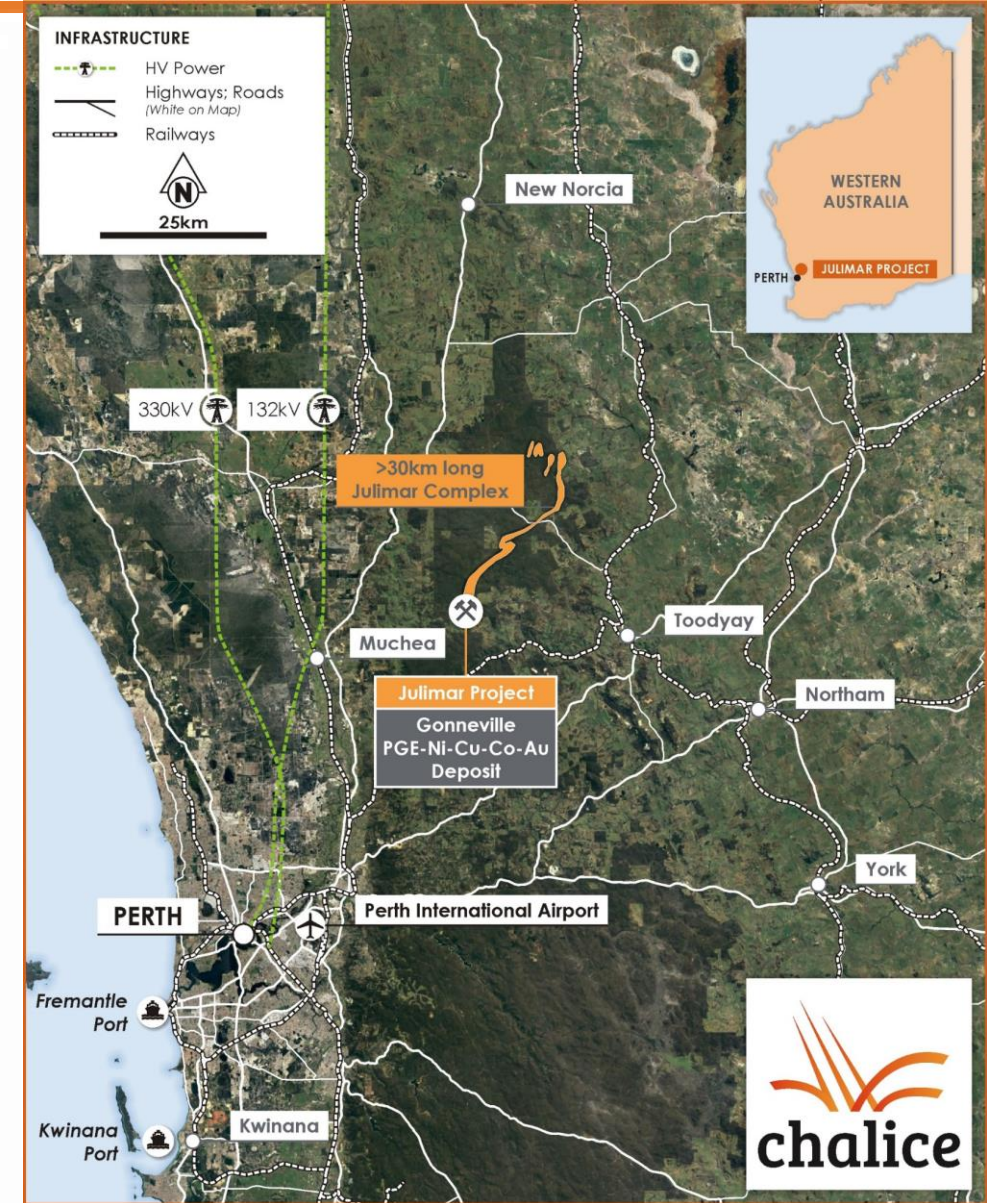 INFRASTRUCTURE
HV Power
Highways; Roads
(White on Map)
Railways
N
25km
New Norcia
WESTERN
AUSTRALIA
PERTH
JULIMAR PROJECT
330kV
132kV
>30km long
Julimar Complex
Muchea
Toodyay
Julimar Project
Gonneville
PGE-Ni-Cu-Co-Au
Deposit
Northam
York
PERTH
Perth International Airport
Fremantle
Port
Kwinana
Port
Kwinana
chalice